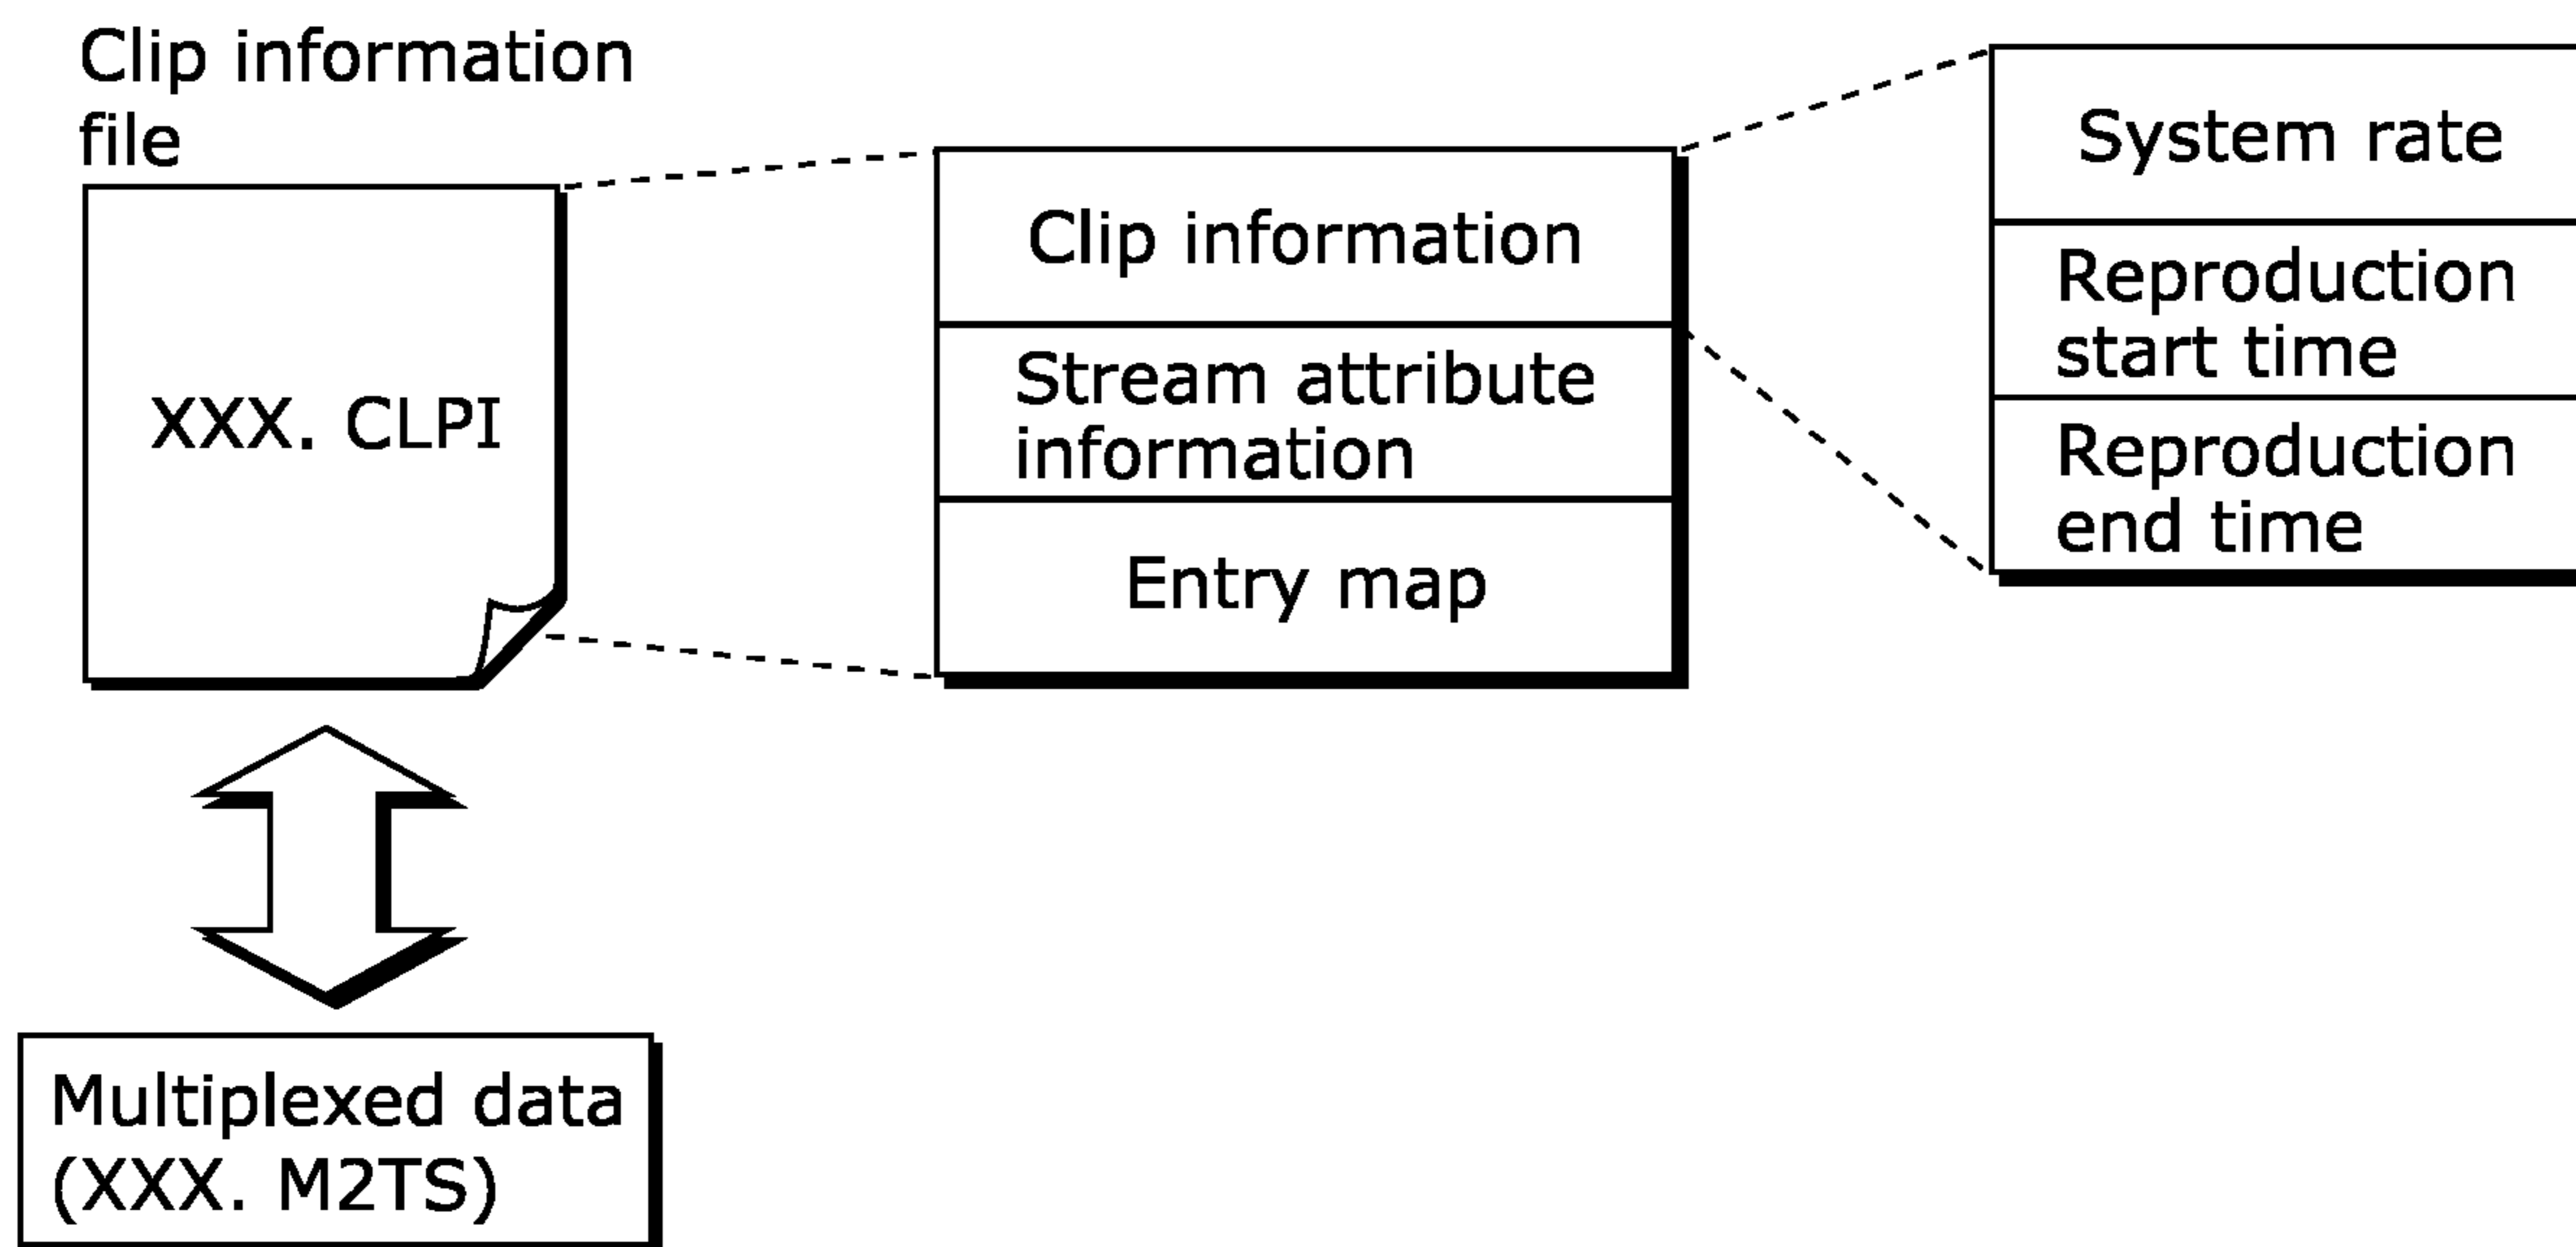 Clip information
file
XXX. CLPI
Multiplexed data
(XXX. M2TS)
Clip information
Stream attribute
information
Entry map
System rate
Reproduction
start time
Reproduction
end time